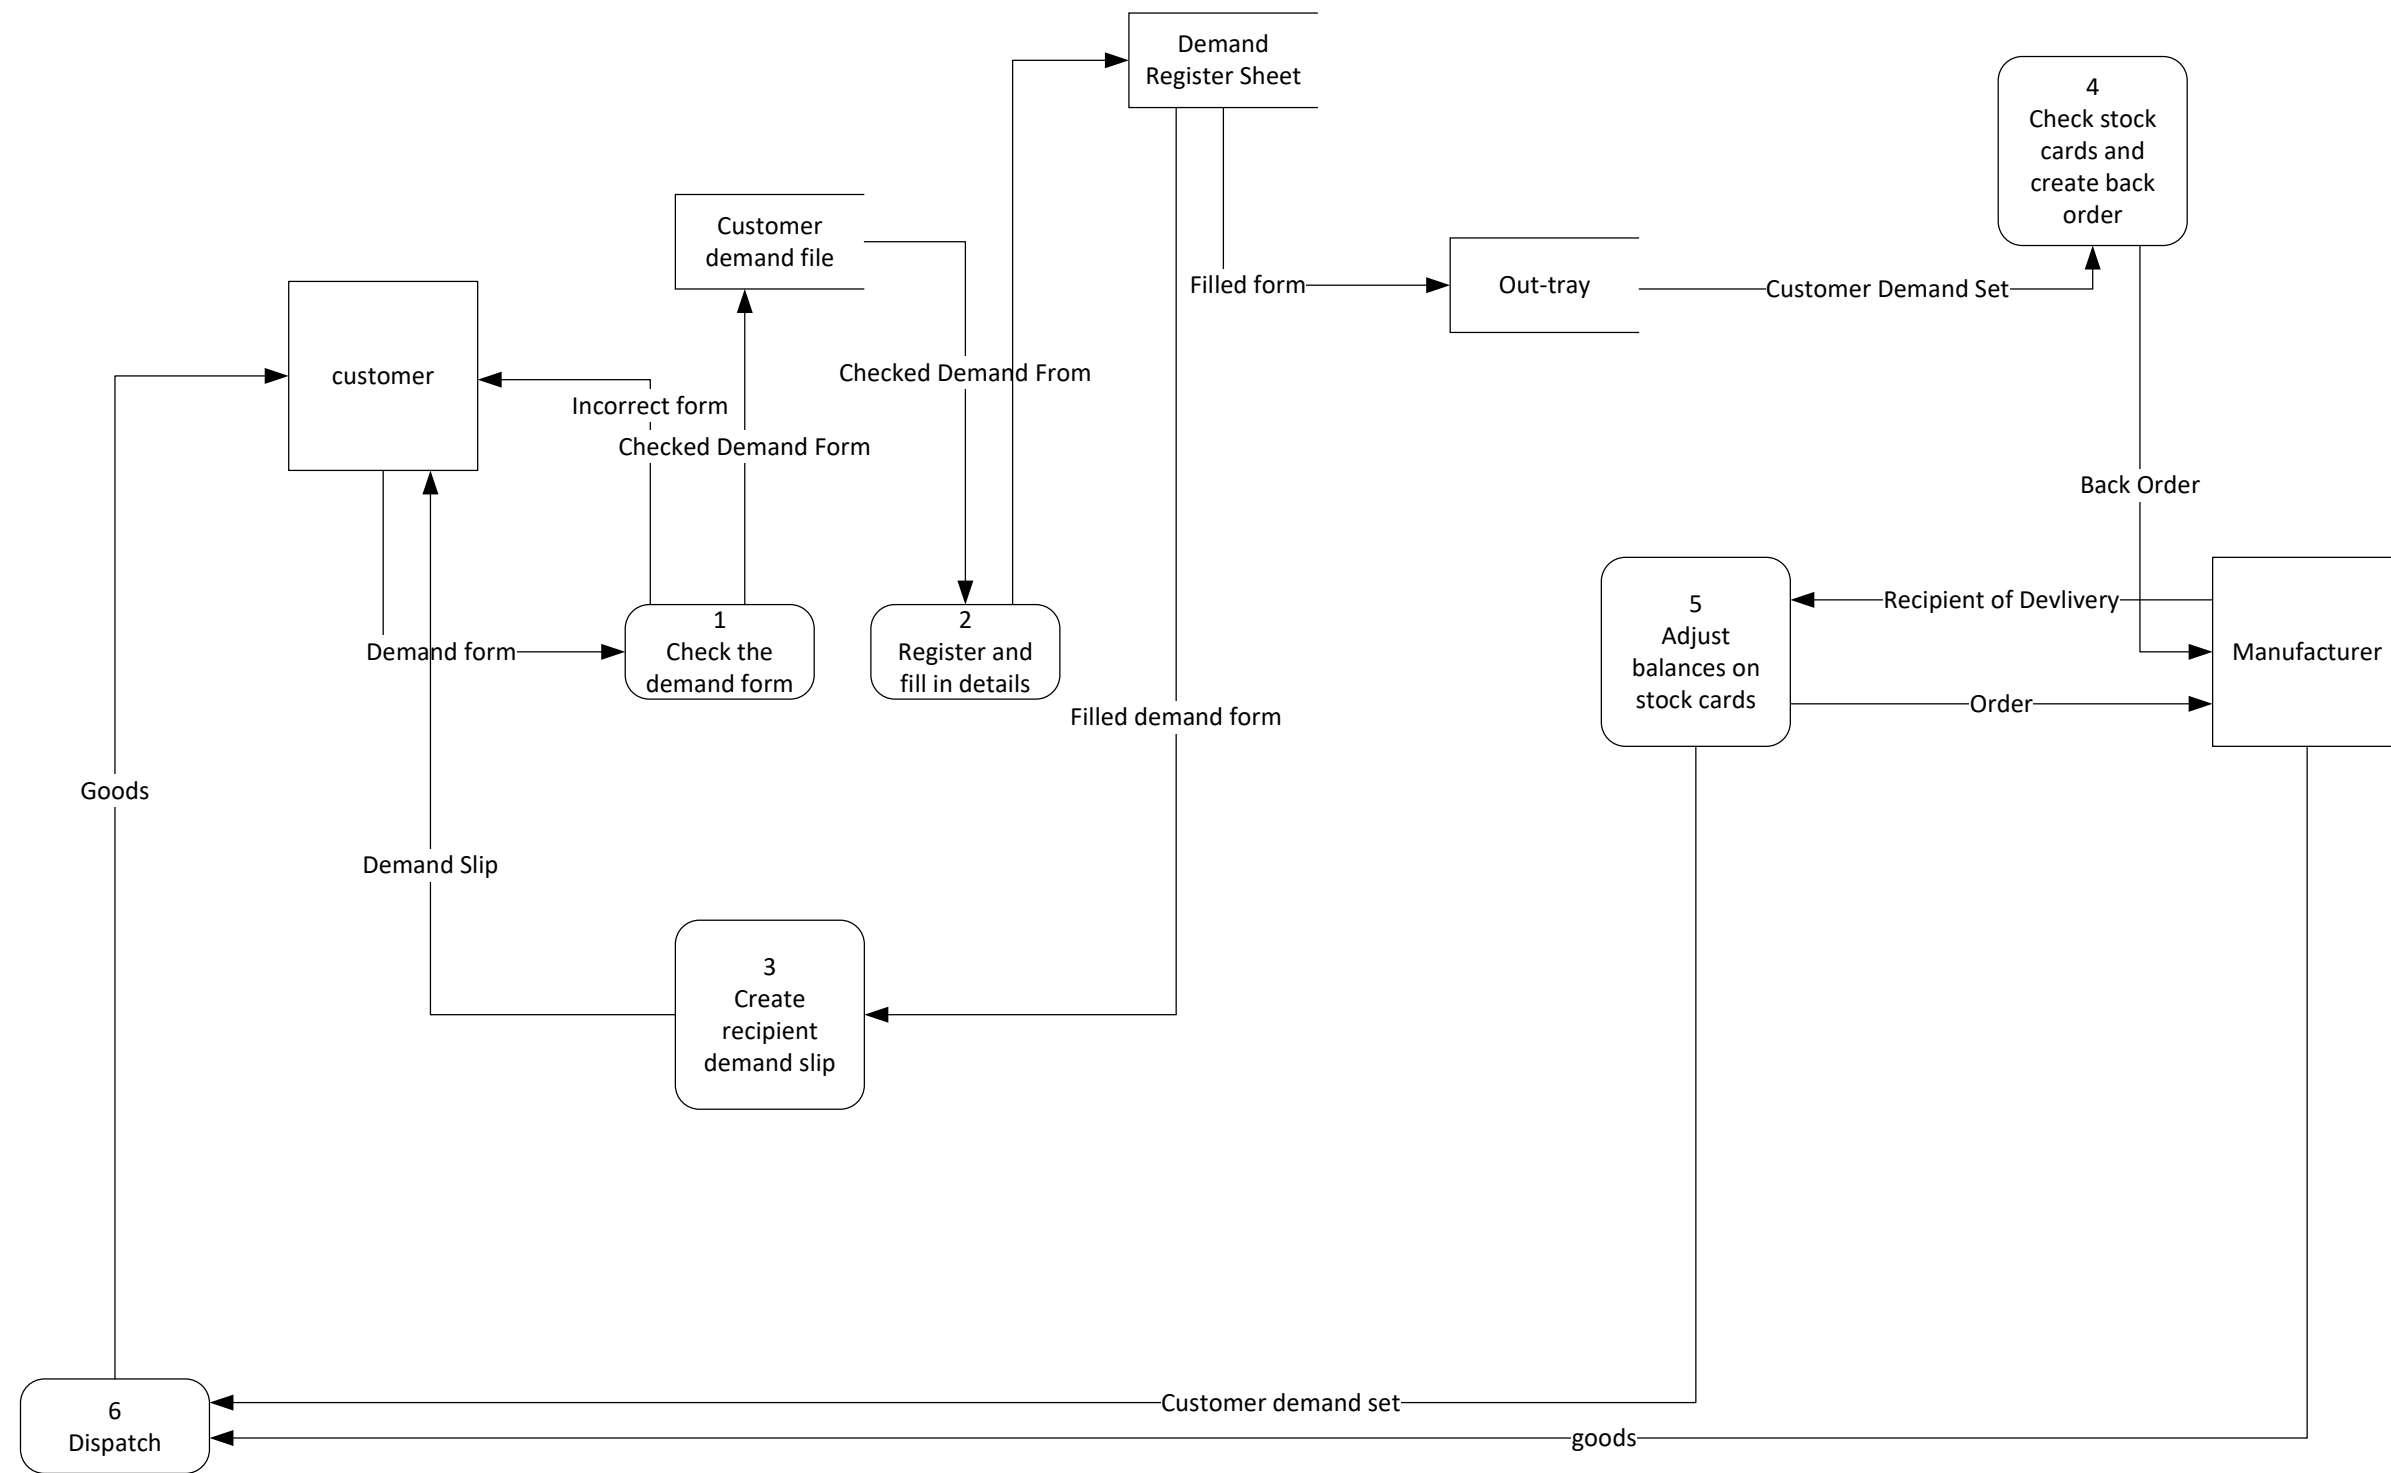 Demand
Register Sheet
4
Check stock
cards and
create back
order
Customer
demand file
Filled form
Out-tray
Customer Demand Set
customer
Checked Demand From
Incorrect form
Checked Demand Form
Back Order
Recipient of Devlivery
5
Adjust
balances on
stock cards
Manufacturer
Order
Demand form
1
Check the
demand form
2
Register and
fill in details
Filled demand form
Goods
Demand Slip
3
Create
recipient
demand slip
Customer demand set
6
Dispatch
goods